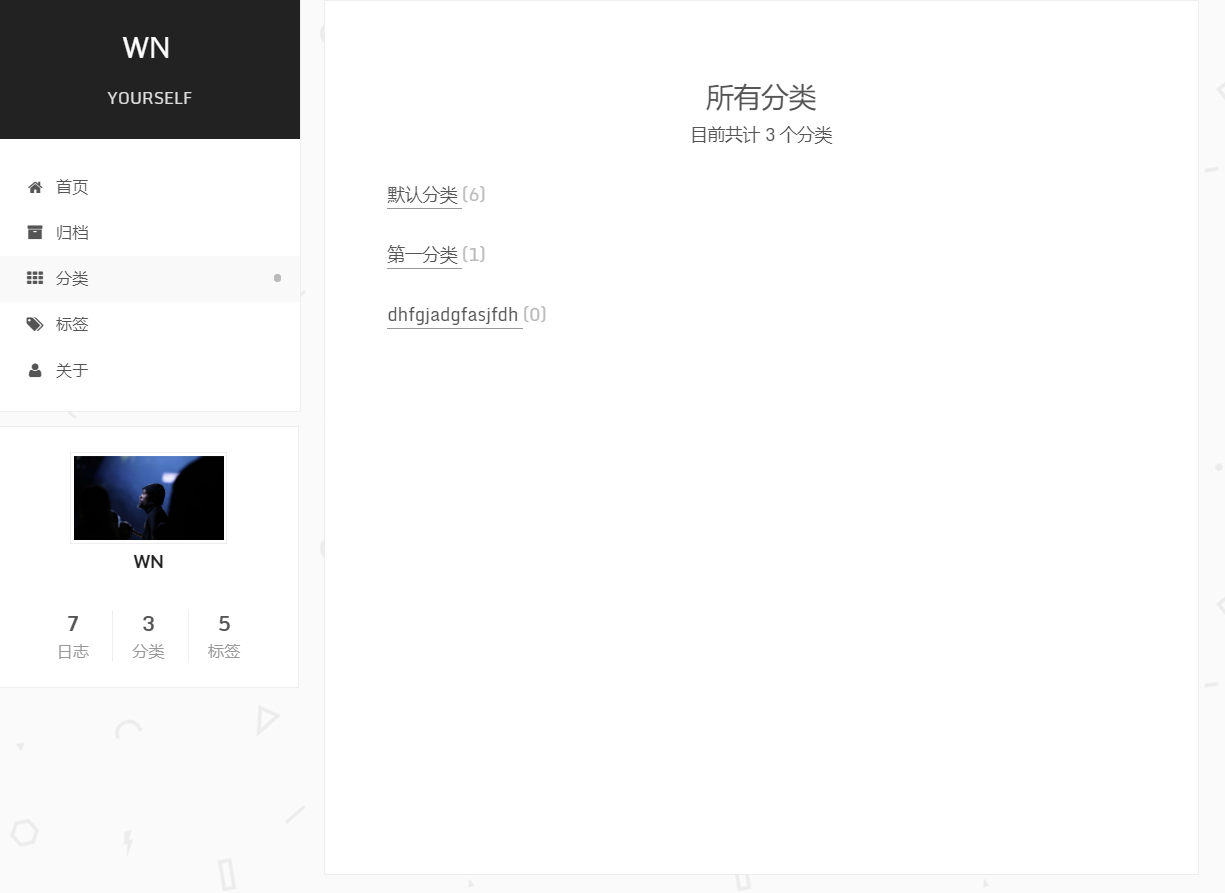 WN
YOURSELF
首页
归档
分类
标签
关于
WN
7
3
5
日志
分类
标签
所有分类
目前共计 3 个分类
默认分类 (6)
第一分类 (1)
dhfgjadgfasjfdh (0)